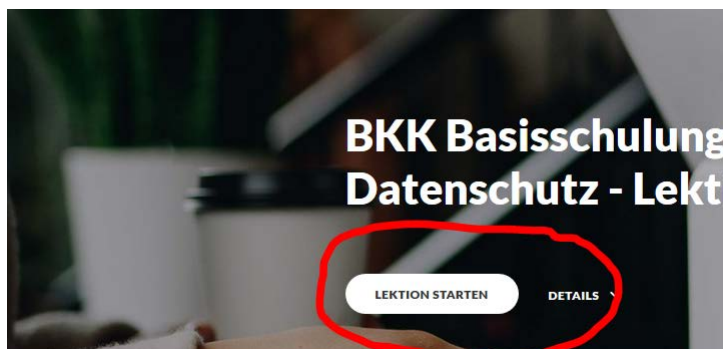 BKK Basisschulung
Datenschutz - Lekt
LEKTION STARTEN DETAILS